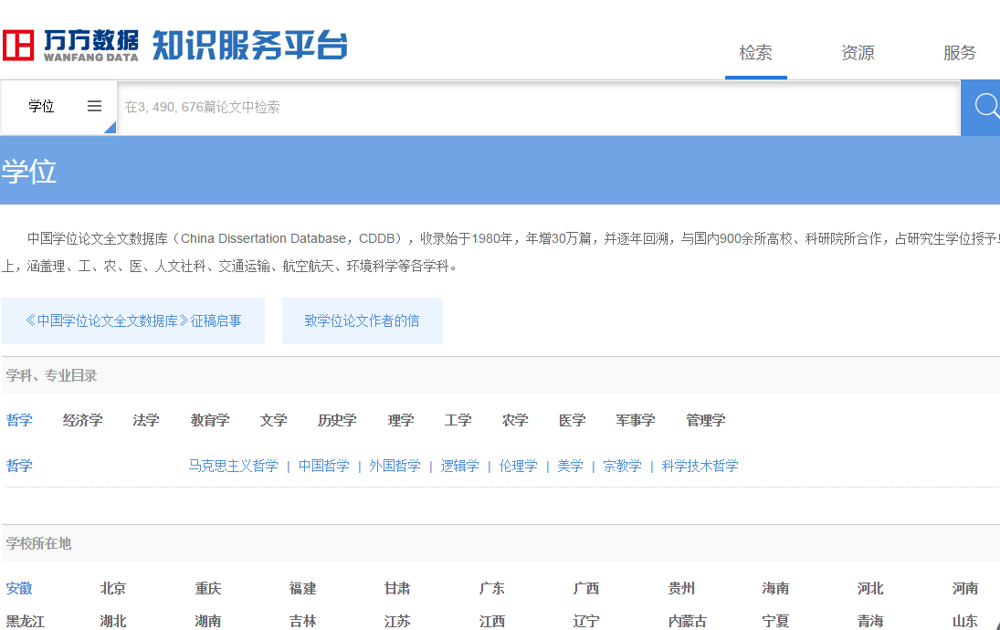 万方数据 知识服务平台
WANFANG DATA
检索 资源 服务
学位 在3, 490, 676篇论文中检索
学位
中国学位论文全文数据库（China Dissertation Database，CDDB），收录始于1980年，年增30万篇，并逐年回溯，与国内900余所高校、科研院所合作，占研究生学位授予
上，涵盖理、工、农、医、人文社科、交通运输、航空航天、环境科学等各学科。
《中国学位论文全文数据库》征稿启事 致学位论文作者的信
学科、专业目录
哲学 经济学 法学 教育学 文学 历史学 理学 工学 农学 医学 军事学 管理学
哲学 马克思主义哲学 | 中国哲学 | 外国哲学 | 逻辑学 | 伦理学 | 美学 | 宗教学 | 科学技术哲学
学校所在地
安徽 北京 重庆 福建 甘肃 广东 广西 贵州 海南 河北 河南
黑龙江 湖北 湖南 吉林 江苏 江西 辽宁 内蒙古 宁夏 青海 山东